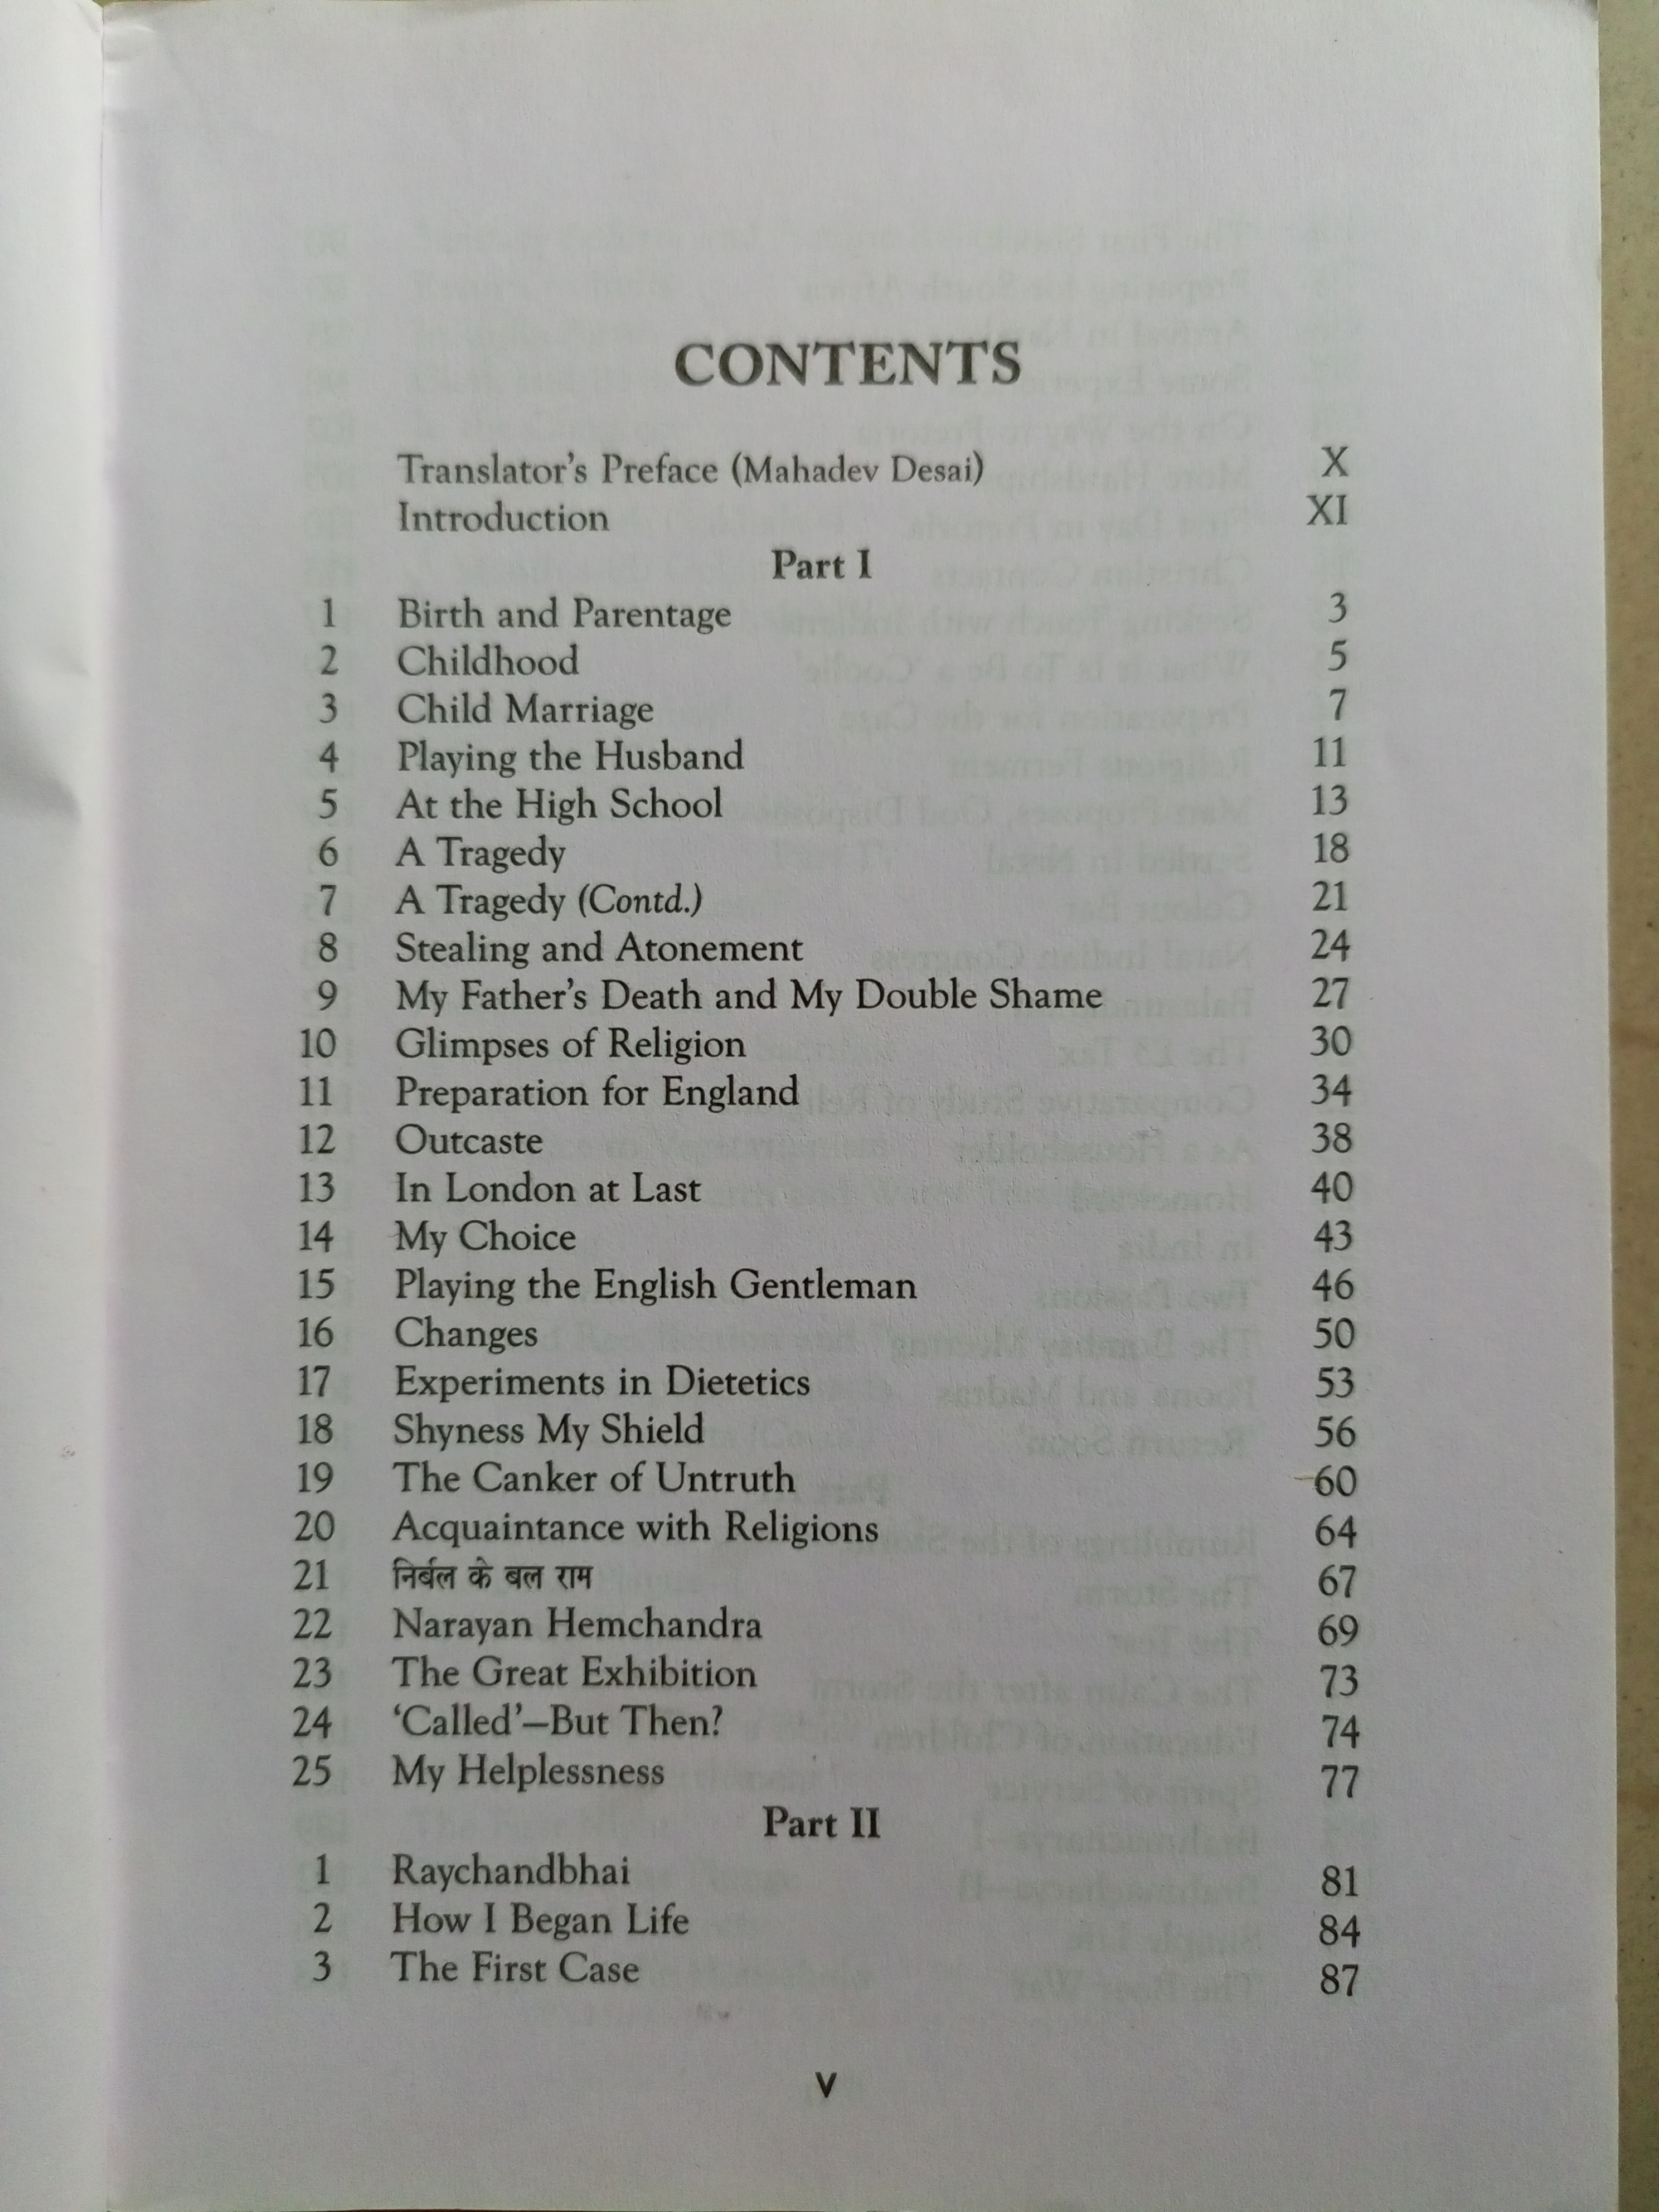 CONTENTS
Translator's Preface (Mahadev Desai) X
Introduction XI
Part I
1 Birth and Parentage 3
2 Childhood 5
3 Child Marriage 7
4 Playing the Husband 11
5 At the High School 13
6 A Tragedy 18
7 A Tragedy (Contd.) 21
8 Stealing and Atonement 24
9 My Father's Death and My Double Shame 27
10 Glimpses of Religion 30
11 Preparation for England 34
12 Outcaste 38
13 In London at Last 40
14 My Choice 43
15 Playing the English Gentleman 46
16 Changes 50
17 Experiments in Dietetics 53
18 Shyness My Shield 56
19 The Canker of Untruth 60
20 Acquaintance with Religions 64
21 निर्बल के बल राम 67
22 Narayan Hemchandra 69
23 The Great Exhibition 73
24 ‘Called’—But Then? 74
25 My Helplessness 77
Part II
1 Raychandbhai 81
2 How I Began Life 84
3 The First Case 87
v